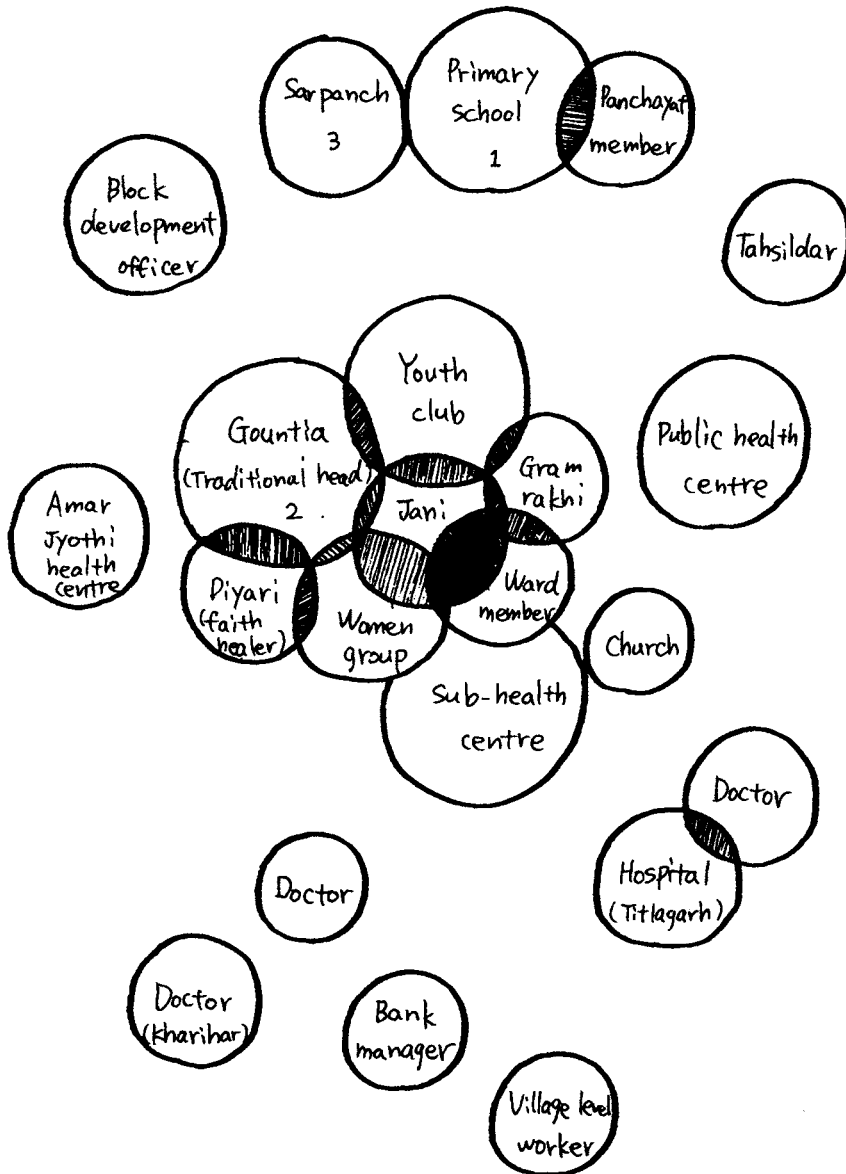 Sarpanch
3
Primary
school
1
Panchayat
member
Block
development
officer
Tahsildar
Youth
club
Gountia
(Traditional head)
2.
Jani
Gram
rakhi
Public health
centre
Amar
Jyothi
health
centre
Diyari
(faith
healer)
Women
group
Ward
member
Church
Sub-health
centre
Doctor
Hospital
(Titlagarh)
Doctor
Doctor
(Kharihar)
Bank
manager
Village level
worker